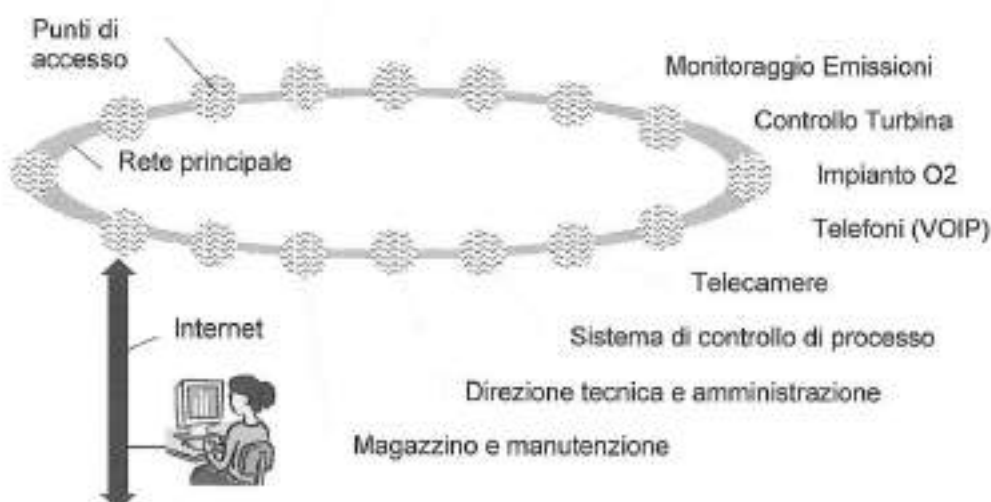 Punti di
accesso
Monitoraggio Emissioni
Controllo Turbina
Rete principale
Impianto O2
Telefoni (VOIP)
Telecamere
Internet
Sistema di controllo di processo
Direzione tecnica e amministrazione
Magazzino e manutenzione